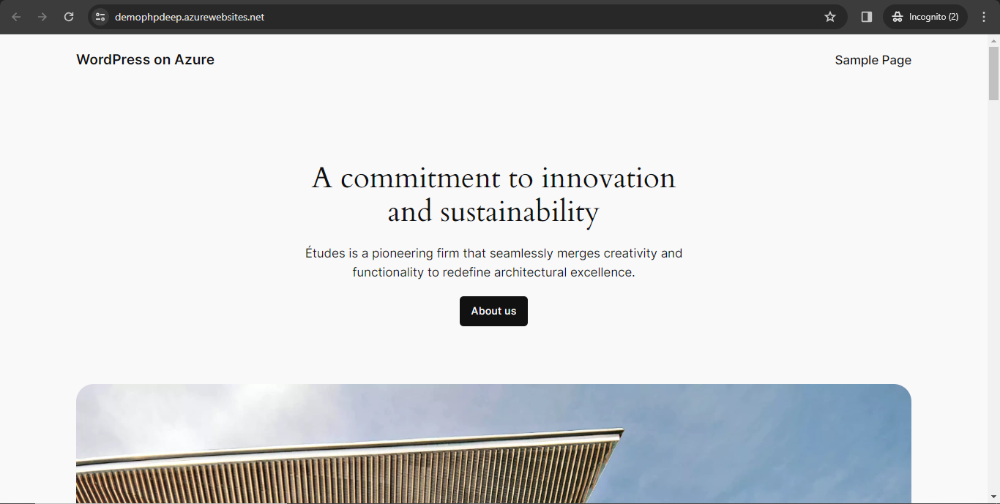 demophpdeep.azurewebsites.net
Incognito (2)
WordPress on Azure
Sample Page
A commitment to innovation
and sustainability
Études is a pioneering firm that seamlessly merges creativity and
functionality to redefine architectural excellence.
About us